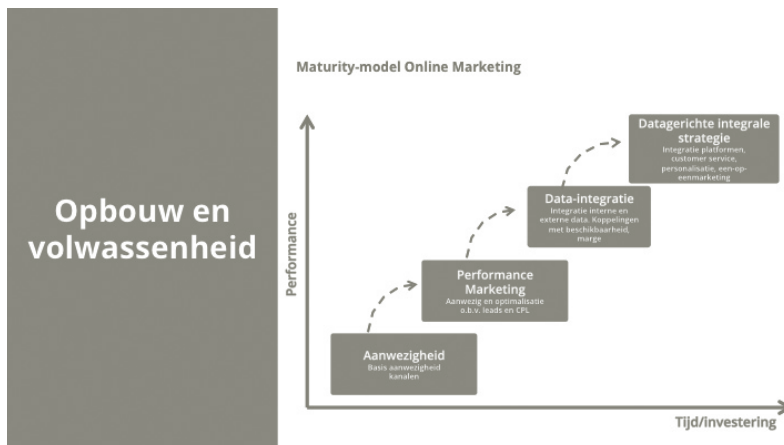 Opbouw en
volwassenheid
Maturity-model Online Marketing
Performance
Datagerichte integrale
strategie
Integratie platformen,
customer service,
personalisatie, een-op-
eenmarketing
Data-integratie
Integratie interne en
externe data. Koppelingen
met beschikbaarheid,
marge
Performance
Marketing
Aanwezig en optimalisatie
o.b.v. leads en CPL
Aanwezigheid
Basis aanwezigheid
kanalen
Tijd/investering